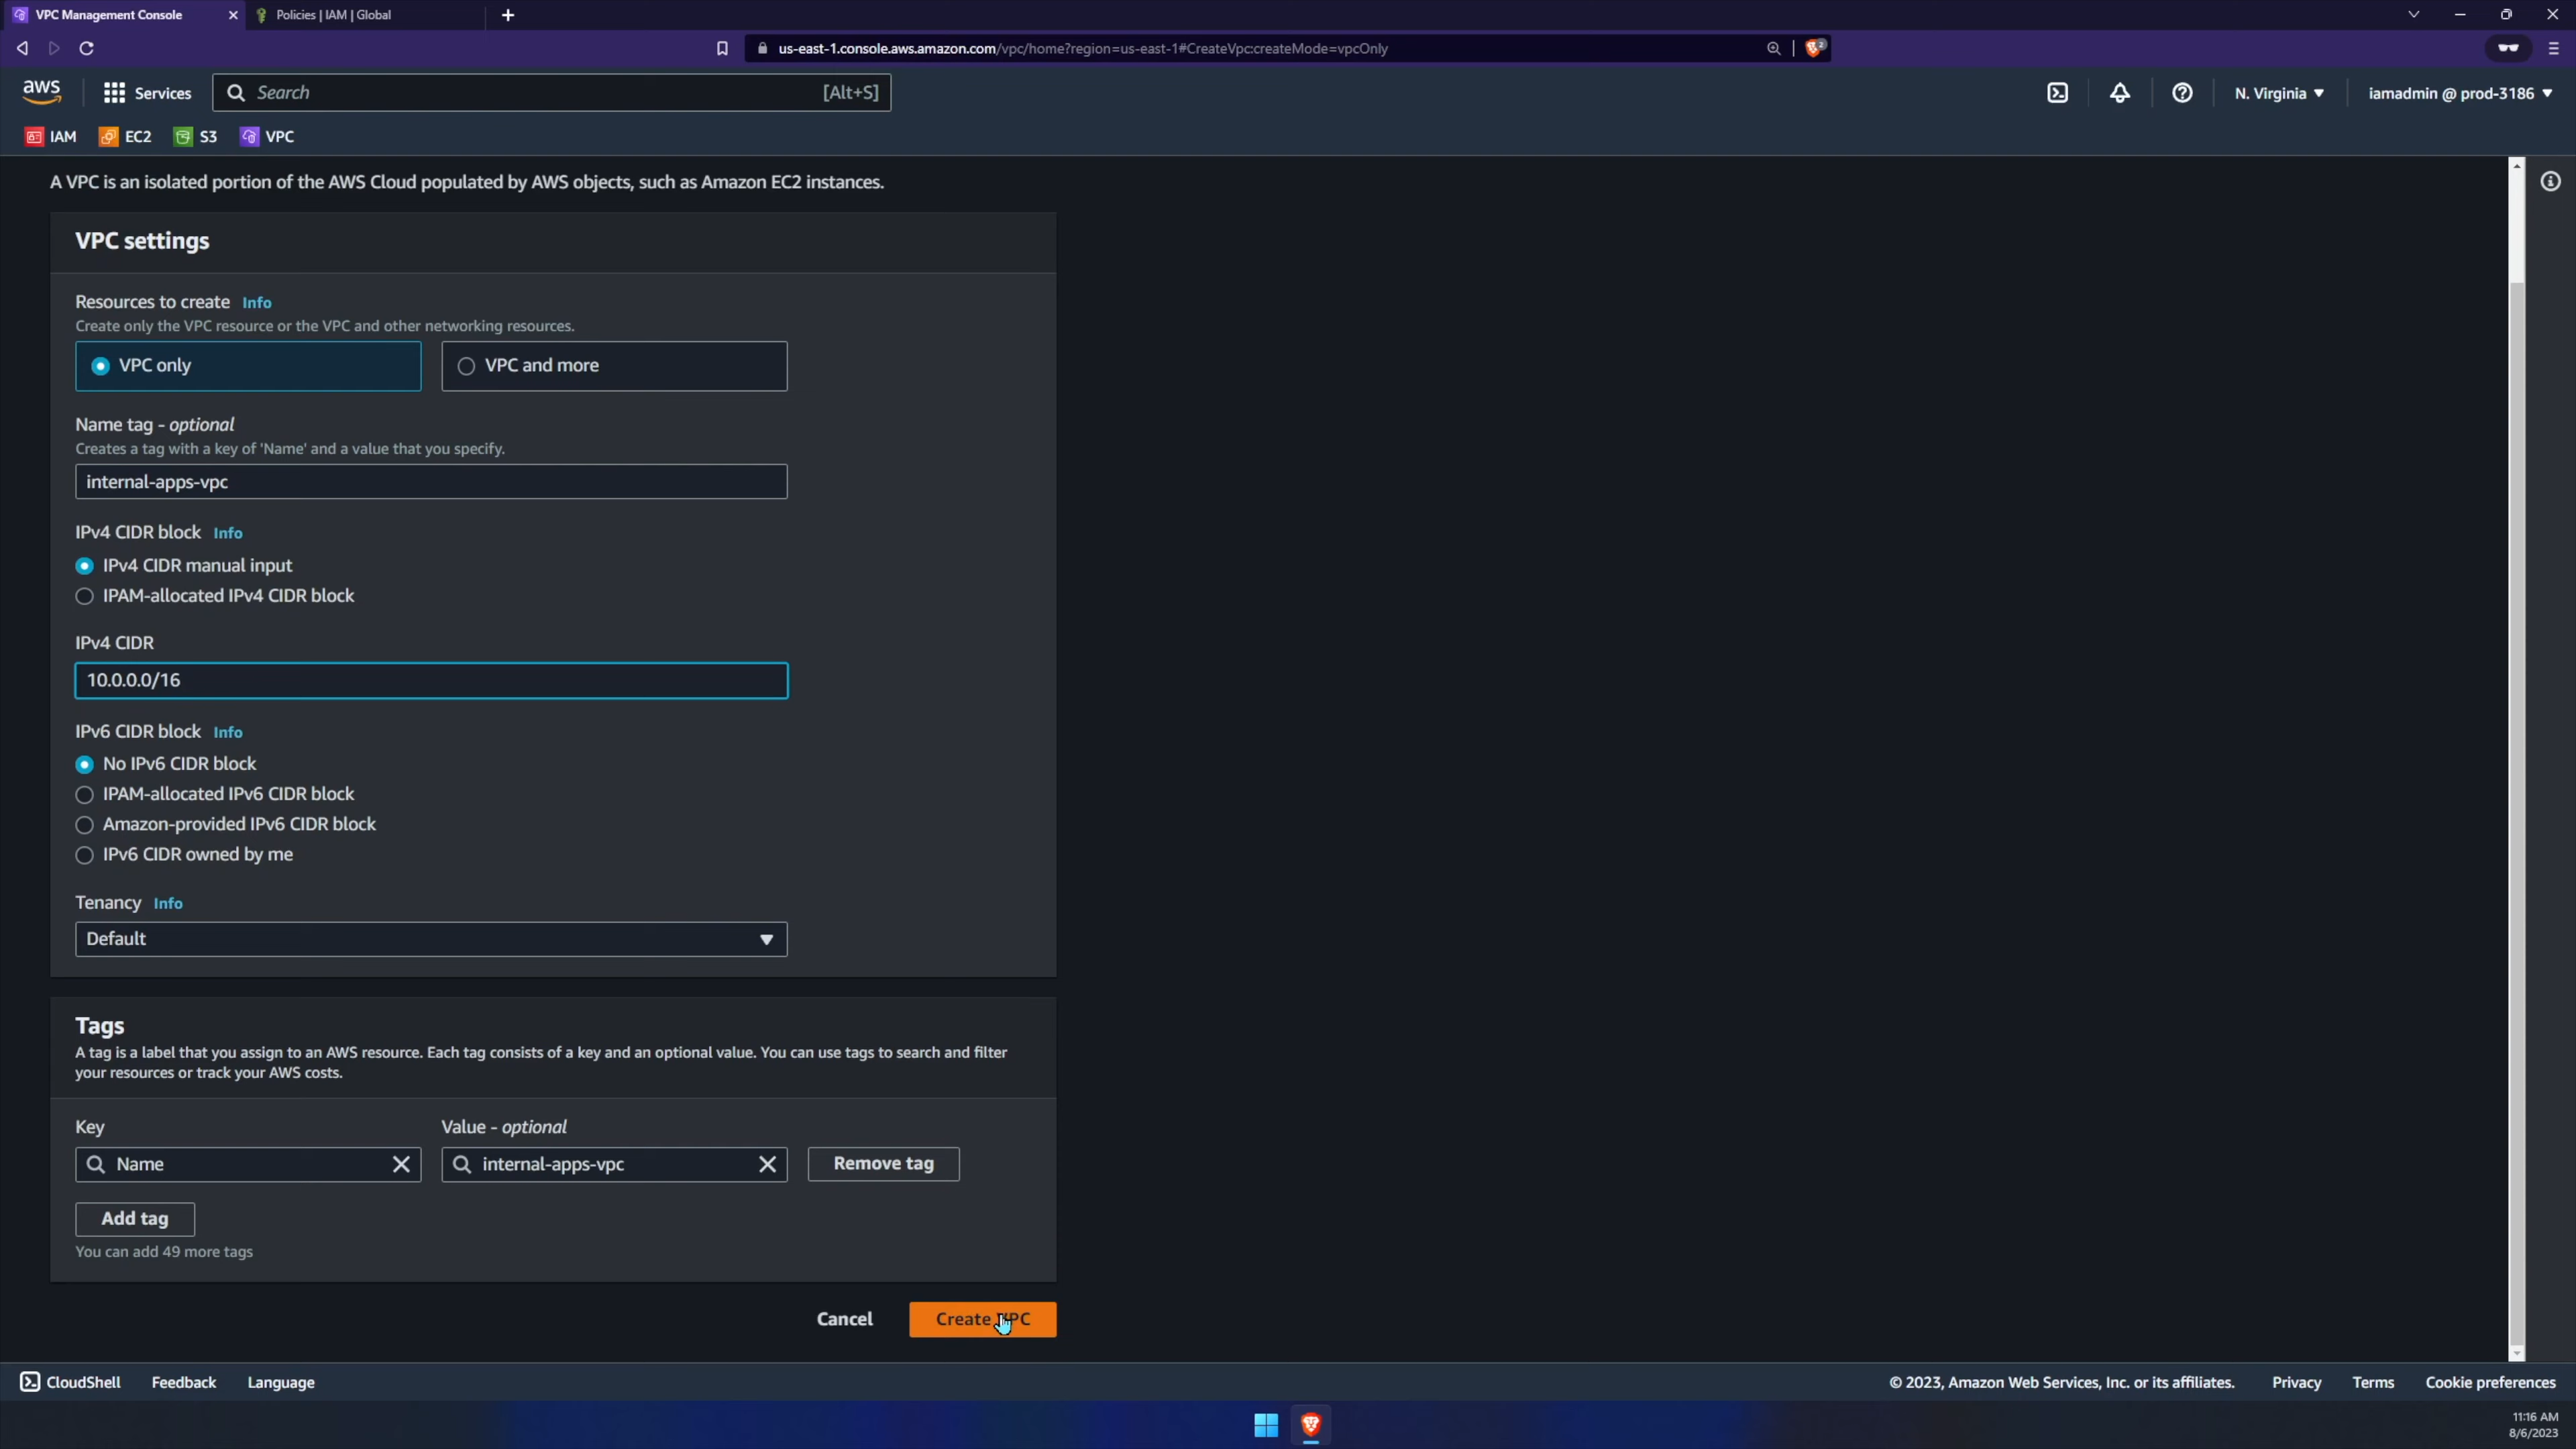 VPC Management Console
Policies | IAM | Global
us-east-1.console.aws.amazon.com/vpc/home?region=us-east-1#CreateVpc:createMode=vpcOnly
2
aws
Services
Search
[Alt+S]
N. Virginia
iamadmin @ prod-3186
IAM
EC2
S3
VPC
A VPC is an isolated portion of the AWS Cloud populated by AWS objects, such as Amazon EC2 instances.
VPC settings
Resources to create Info
Create only the VPC resource or the VPC and other networking resources.
VPC only
VPC and more
Name tag - optional
Creates a tag with a key of 'Name' and a value that you specify.
internal-apps-vpc
IPv4 CIDR block Info
IPv4 CIDR manual input
IPAM-allocated IPv4 CIDR block
IPv4 CIDR
10.0.0.0/16
IPv6 CIDR block Info
No IPv6 CIDR block
IPAM-allocated IPv6 CIDR block
Amazon-provided IPv6 CIDR block
IPv6 CIDR owned by me
Tenancy Info
Default
Tags
A tag is a label that you assign to an AWS resource. Each tag consists of a key and an optional value. You can use tags to search and filter
your resources or track your AWS costs.
Key
Value - optional
Name
internal-apps-vpc
Remove tag
Add tag
You can add 49 more tags
Cancel
Create VPC
CloudShell
Feedback
Language
© 2023, Amazon Web Services, Inc. or its affiliates.
Privacy
Terms
Cookie preferences
11:16 AM
8/6/2023